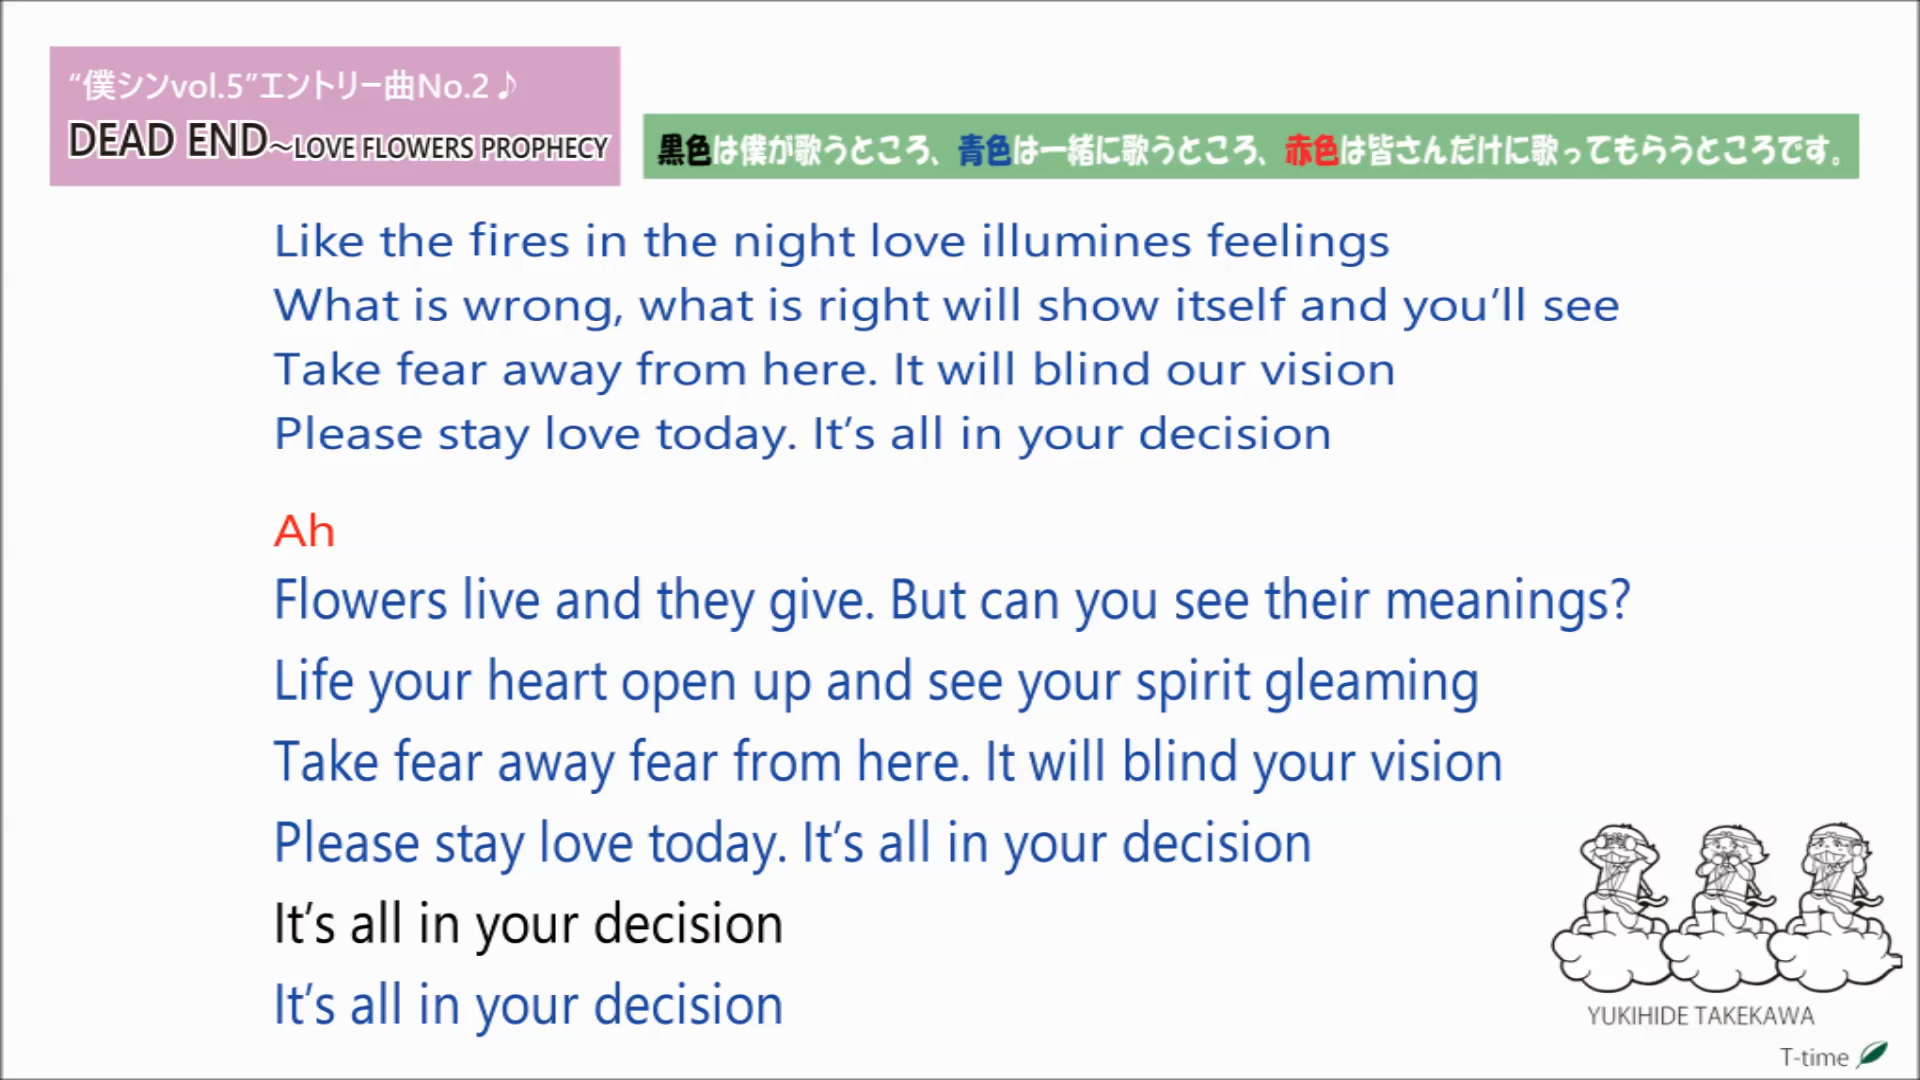 “僕シンvol.5”エントリー曲No.2♪
DEAD END～LOVE FLOWERS PROPHECY
黒色は僕が歌うところ、青色は一緒に歌うところ、赤色は皆さんだけに歌ってもらうところです。
Like the fires in the night love illumines feelings
What is wrong, what is right will show itself and you’ll see
Take fear away from here. It will blind our vision
Please stay love today. It’s all in your decision
Ah
Flowers live and they give. But can you see their meanings?
Life your heart open up and see your spirit gleaming
Take fear away fear from here. It will blind your vision
Please stay love today. It’s all in your decision
It’s all in your decision
It’s all in your decision
YUKIHIDE TAKEKAWA
T-time